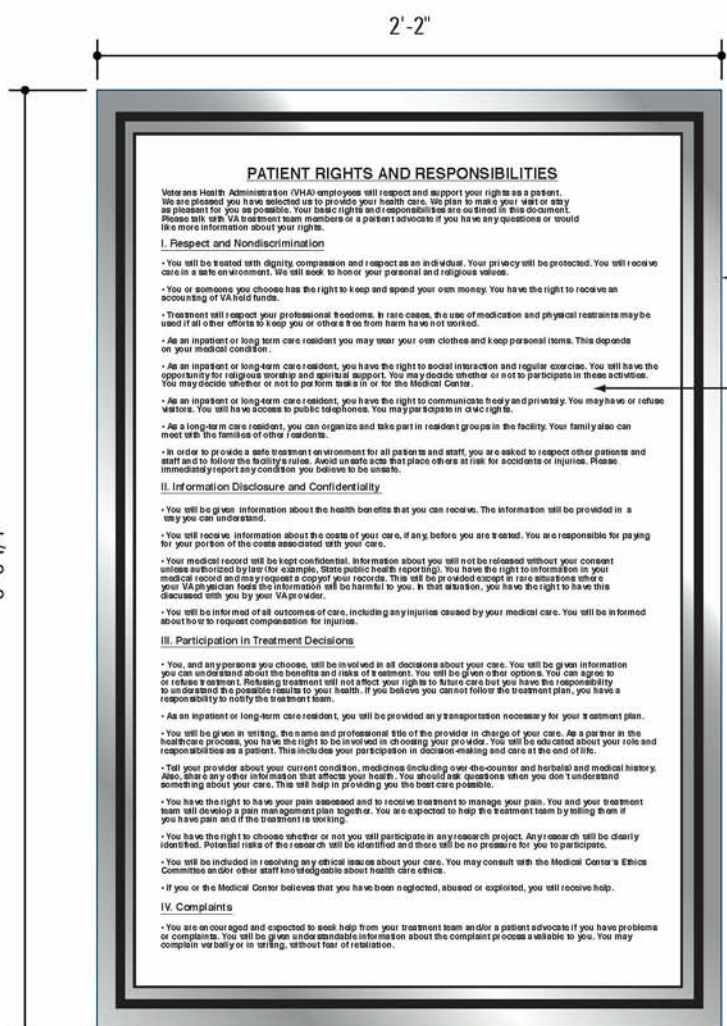 2'-2"
PATIENT RIGHTS AND RESPONSIBILITIES
Veterans Health Administration (VHA) employees will respect and support your rights as a patient.
We are pleased you have selected us to provide your health care. We plan to make your visit or stay
as pleasant for you as possible. Your basic rights and responsibilities are outlined in this document.
Please talk with VA treatment team members or a patient advocate if you have any questions or would
like more information about your rights.
I. Respect and Nondiscrimination
• You will be treated with dignity, compassion and respect as an individual. Your privacy will be protected. You will receive
care in a safe environment. We will seek to honor your personal and religious values.
• You or someone you choose has the right to keep and spend your own money. You have the right to receive an
accounting of VA held funds.
• Treatment will respect your professional freedoms. In rare cases, the use of medication and physical restraints may be
used if all other efforts to keep you or others free from harm have not worked.
• As an inpatient or long term care resident you may wear your own clothes and keep personal items. This depends
on your medical condition.
• As an inpatient or long-term care resident, you have the right to social interaction and regular exercise. You will have the
opportunity for religious worship and spiritual support. You may decide whether or not to participate in these activities.
You may decide whether or not to perform tasks in or for the Medical Center.
• As an inpatient or long-term care resident, you have the right to communicate freely and privately. You may have or refuse
visitors. You will have access to public telephones. You may participate in civic rights.
• As a long-term care resident, you can organize and take part in resident groups in the facility. Your family also can
meet with the families of other residents.
• In order to provide a safe treatment environment for all patients and staff, you are asked to respect other patients and
staff and to follow the facility's rules. Avoid unsafe acts that place others at risk for accidents or injuries. Please
immediately report any condition you believe to be unsafe.
II. Information Disclosure and Confidentiality
• You will be given information about the health benefits that you can receive. The information will be provided in a
way you can understand.
• You will receive information about the costs of your care, if any, before you are treated. You are responsible for paying
for your portion of the costs associated with your care.
• Your medical record will be kept confidential. Information about you will not be released without your consent
unless authorized by law (for example, State public health reporting). You have the right to information in your
medical record and may request a copy of your records. This will be provided except in rare situations where
your VA physician feels the information will be harmful to you. In that situation, you have the right to have this
discussed with you by your VA provider.
• You will be informed of all outcomes of care, including any injuries caused by your medical care. You will be informed
about how to request compensation for injuries.
III. Participation in Treatment Decisions
• You, and any persons you choose, will be involved in all decisions about your care. You will be given information
you can understand about the benefits and risks of treatment. You will be given other options. You can agree to
or refuse treatment. Refusing treatment will not affect your rights to future care but you have the responsibility
to understand the possible results to your health. If you believe you cannot follow the treatment plan, you have a
responsibility to notify the treatment team.
• As an inpatient or long-term care resident, you will be provided any transportation necessary for your treatment plan.
• You will be given in writing, the name and professional title of the provider in charge of your care. As a partner in the
healthcare process, you have the right to be involved in choosing your provider. You will be educated about your role and
responsibilities as a patient. This includes your participation in decision-making and care at the end of life.
• Tell your provider about your current condition, medicines (including over-the-counter and herbals) and medical history.
Also, share any other information that affects your health. You should ask questions when you don't understand
something about your care. This will help in providing you the best care possible.
• You have the right to have your pain assessed and to receive treatment to manage your pain. You and your treatment
team will develop a pain management plan together. You are expected to help the treatment team by telling them if
you have pain and if the treatment is working.
• You have the right to choose whether or not you will participate in any research project. Any research will be clearly
identified. Potential risks of the research will be identified and there will be no pressure for you to participate.
• You will be included in resolving any ethical issues about your care. You may consult with the Medical Center's Ethics
Committee and/or other staff knowledgeable about health care ethics.
• If you or the Medical Center believes that you have been neglected, abused or exploited, you will receive help.
IV. Complaints
• You are encouraged and expected to seek help from your treatment team and/or a patient advocate if you have problems
or complaints. You will be given understandable information about the complaint process available to you. You may
complain verbally or in writing, without fear of retaliation.